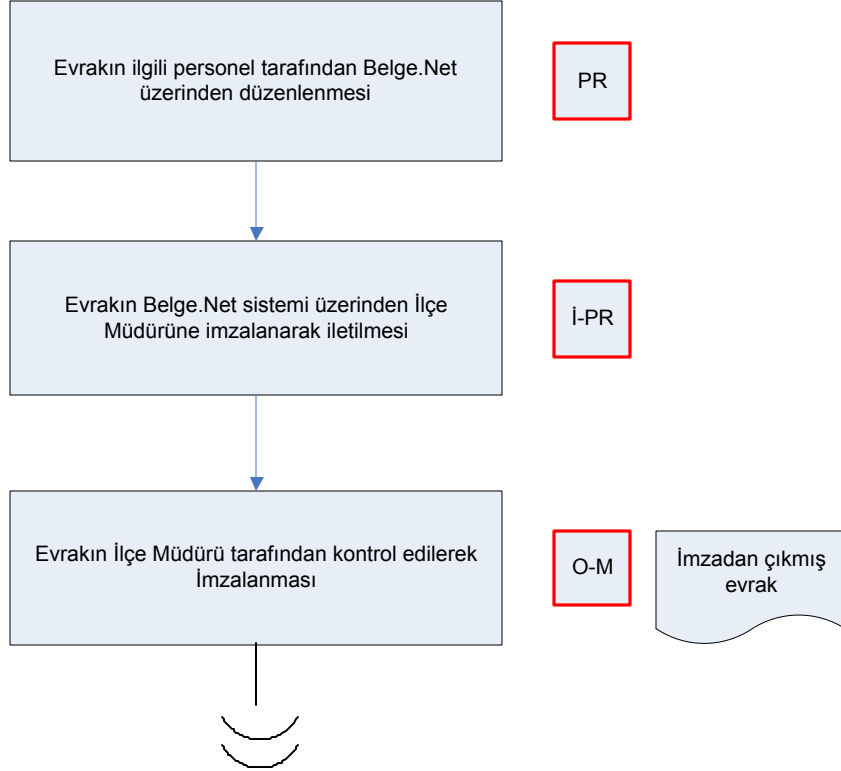 Evrakın ilgili personel tarafından Belge.Net
üzerinden düzenlenmesi
PR
Evrakın Belge.Net sistemi üzerinden İlçe
Müdürüne imzalanarak iletilmesi
İ-PR
Evrakın İlçe Müdürü tarafından kontrol edilerek
İmzalanması
O-M
İmzadan çıkmış
evrak